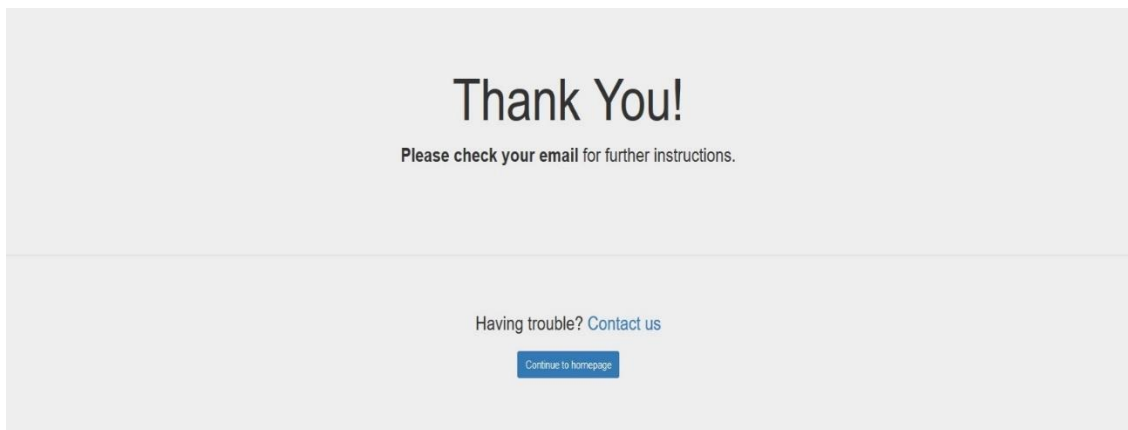 Thank You!
Please check your email for further instructions.
Having trouble? Contact us
Continue to homepage